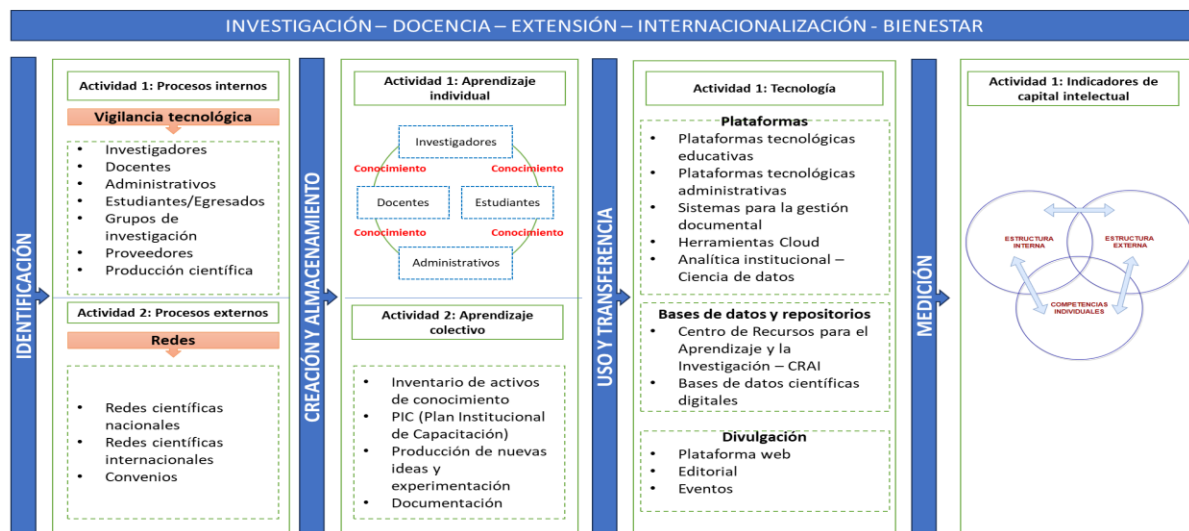 INVESTIGACIÓN – DOCENCIA – EXTENSIÓN – INTERNACIONALIZACIÓN - BIENESTAR
IDENTIFICACIÓN
Actividad 1: Procesos internos
Vigilancia tecnológica
• Investigadores
• Docentes
• Administrativos
• Estudiantes/Egresados
• Grupos de
investigación
• Proveedores
• Producción científica
Actividad 2: Procesos externos
Redes
• Redes científicas
nacionales
• Redes científicas
internacionales
• Convenios
CREACIÓN Y ALMACENAMIENTO
Actividad 1: Aprendizaje
individual
Investigadores
Conocimiento
Conocimiento
Docentes
Estudiantes
Conocimiento
Conocimiento
Administrativos
Actividad 2: Aprendizaje
colectivo
• Inventario de activos
de conocimiento
• PIC (Plan Institucional
de Capacitación)
• Producción de nuevas
ideas y
experimentación
• Documentación
USO Y TRANSFERENCIA
Actividad 1: Tecnología
Plataformas
• Plataformas tecnológicas
educativas
• Plataformas tecnológicas
administrativas
• Sistemas para la gestión
documental
• Herramientas Cloud
• Analítica institucional –
Ciencia de datos
Bases de datos y repositorios
• Centro de Recursos para el
Aprendizaje y la
Investigación – CRAI
• Bases de datos científicas
digitales
Divulgación
• Plataforma web
• Editorial
• Eventos
MEDICIÓN
Actividad 1: Indicadores de
capital intelectual
ESTRUCTURA
INTERNA
ESTRUCTURA
EXTERNA
COMPETENCIAS
INDIVIDUALES